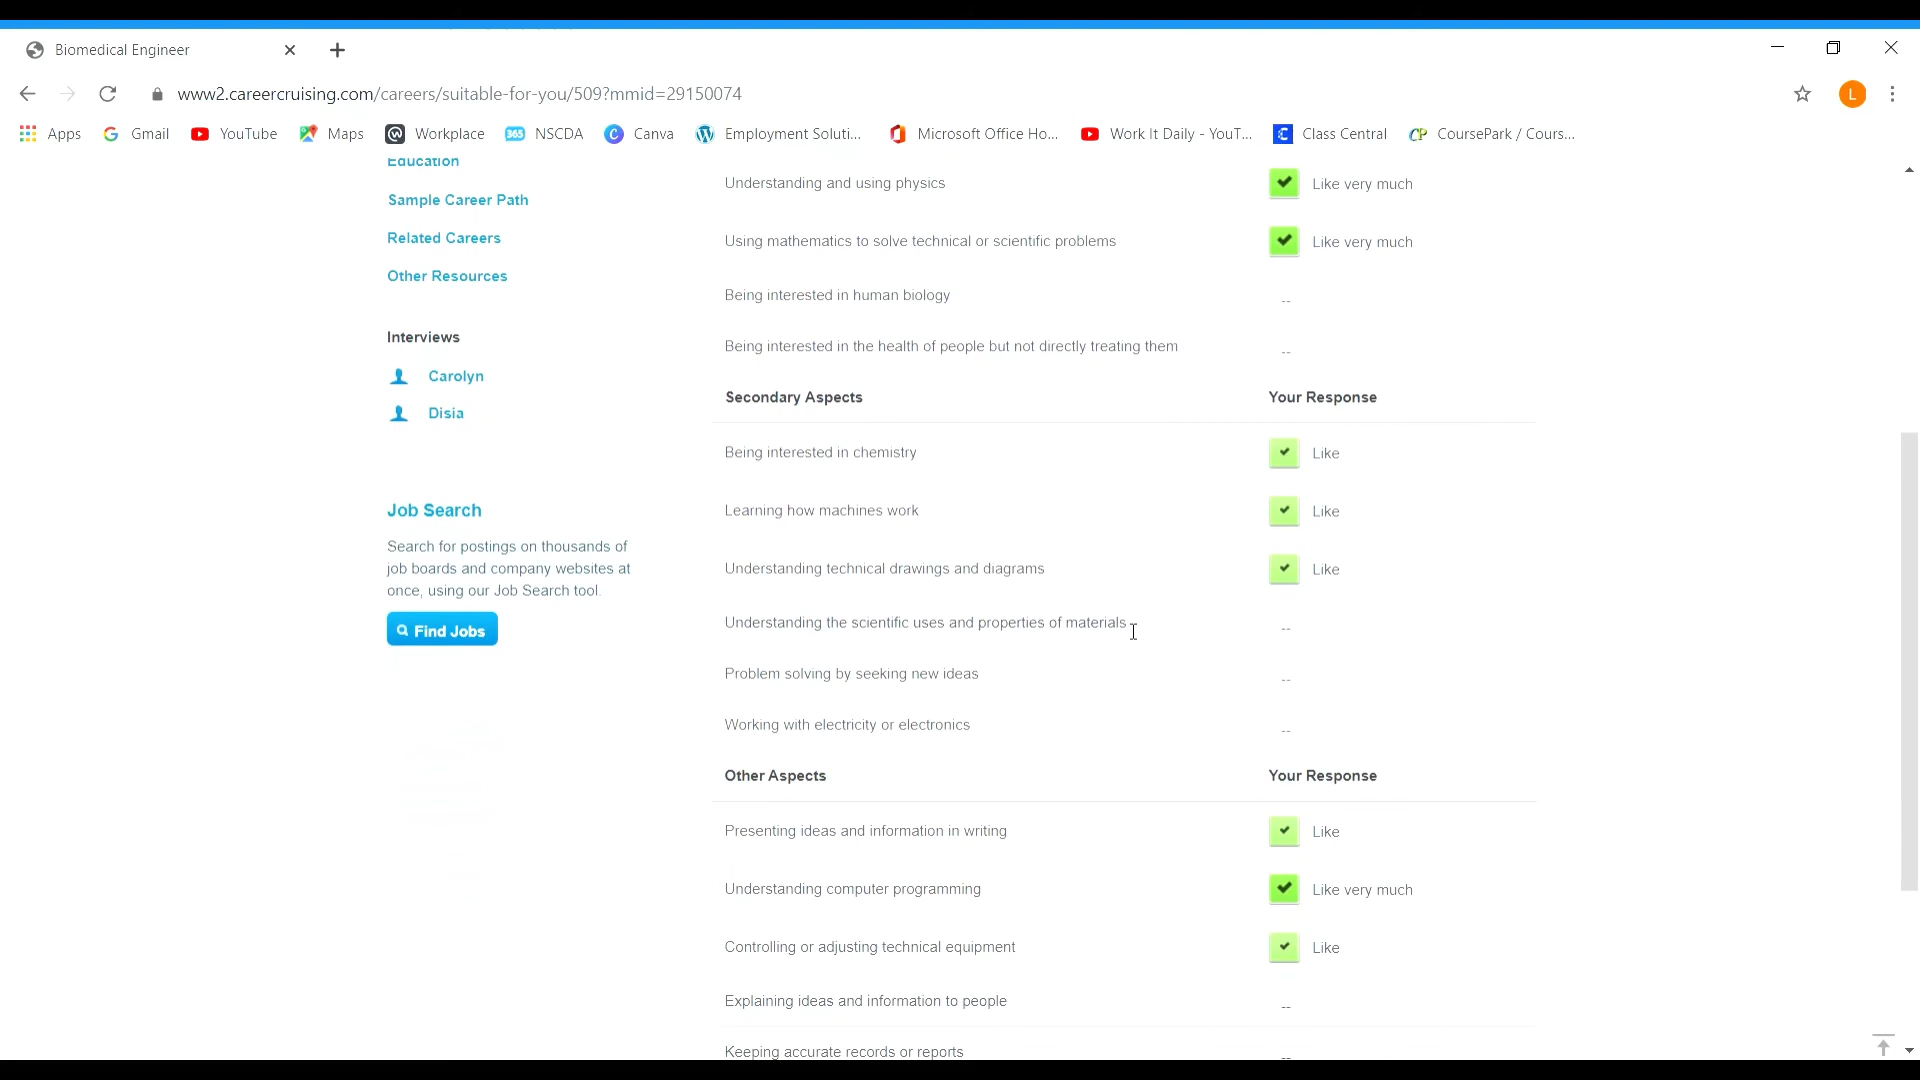 Biomedical Engineer
www2.careercruising.com/careers/suitable-for-you/509?mmid=29150074
L
Apps
Gmail
YouTube
Maps
Workplace
365
NSCDA
Canva
Employment Soluti...
Microsoft Office Ho...
Work It Daily - YouT...
Class Central
CoursePark / Cours...
Education
Sample Career Path
Related Careers
Other Resources
Interviews
Carolyn
Disia
Job Search
Search for postings on thousands of
job boards and company websites at
once, using our Job Search tool.
Find Jobs
Understanding and using physics
Like very much
Using mathematics to solve technical or scientific problems
Like very much
Being interested in human biology
--
Being interested in the health of people but not directly treating them
--
Secondary Aspects
Your Response
Being interested in chemistry
Like
Learning how machines work
Like
Understanding technical drawings and diagrams
Like
Understanding the scientific uses and properties of materials
--
Problem solving by seeking new ideas
--
Working with electricity or electronics
--
Other Aspects
Your Response
Presenting ideas and information in writing
Like
Understanding computer programming
Like very much
Controlling or adjusting technical equipment
Like
Explaining ideas and information to people
--
Keeping accurate records or reports
--